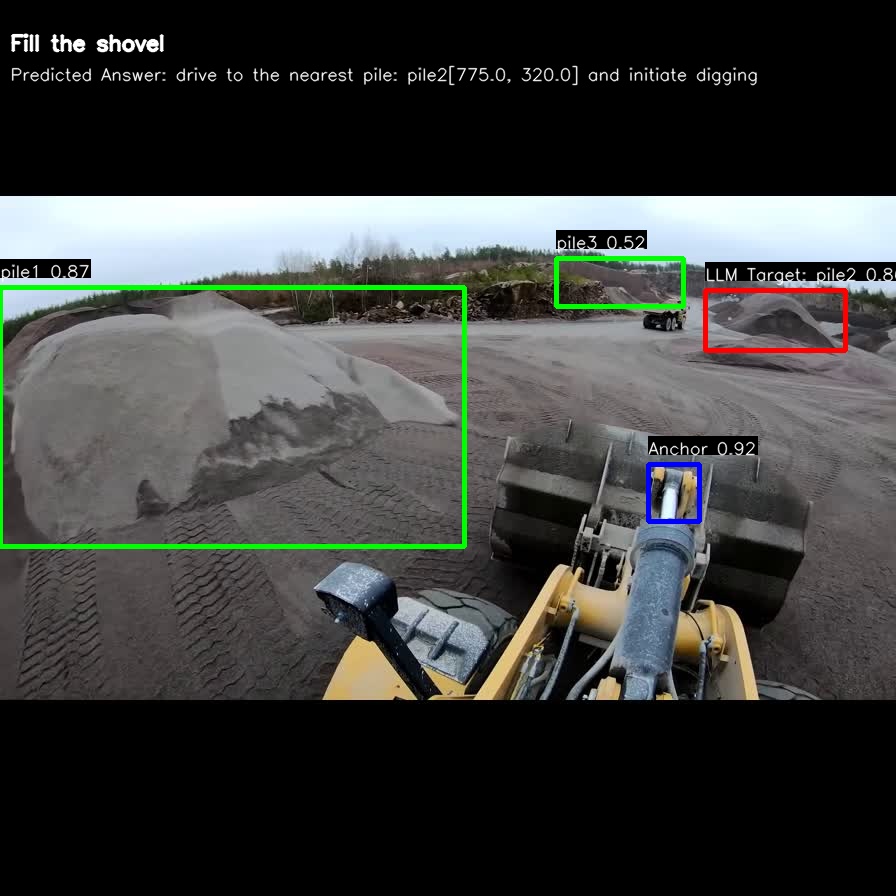 Fill the shovel
Predicted Answer: drive to the nearest pile: pile2[775.0, 320.0] and initiate digging
pile3 0.52
pile1 0.87
LLM Target: pile2 0.8
Anchor 0.92